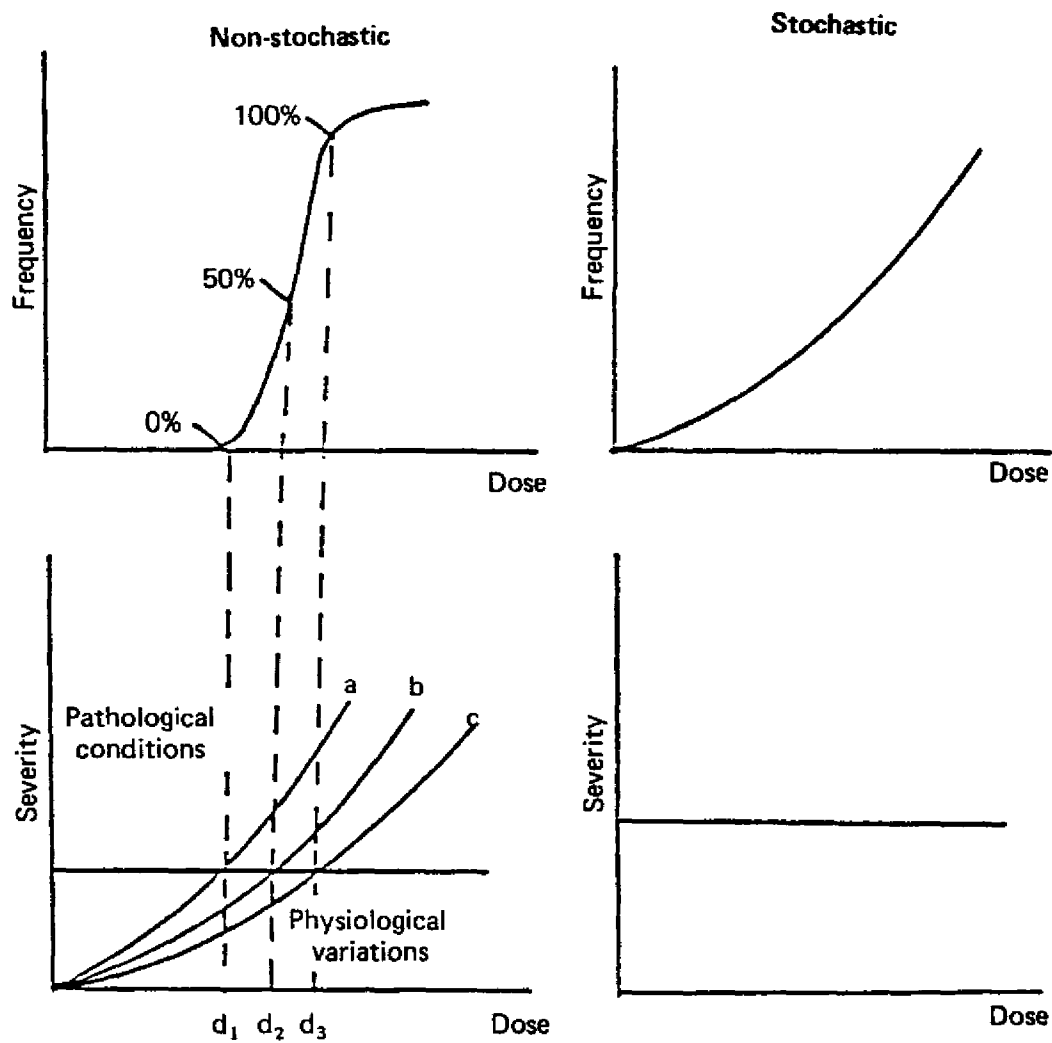 Non-stochastic
Stochastic
100%
50%
0%
Frequency
Dose
Frequency
Dose
a
b
c
Pathological
conditions
Severity
Physiological
variations
d₁ d₂ d₃
Dose
Severity
Dose